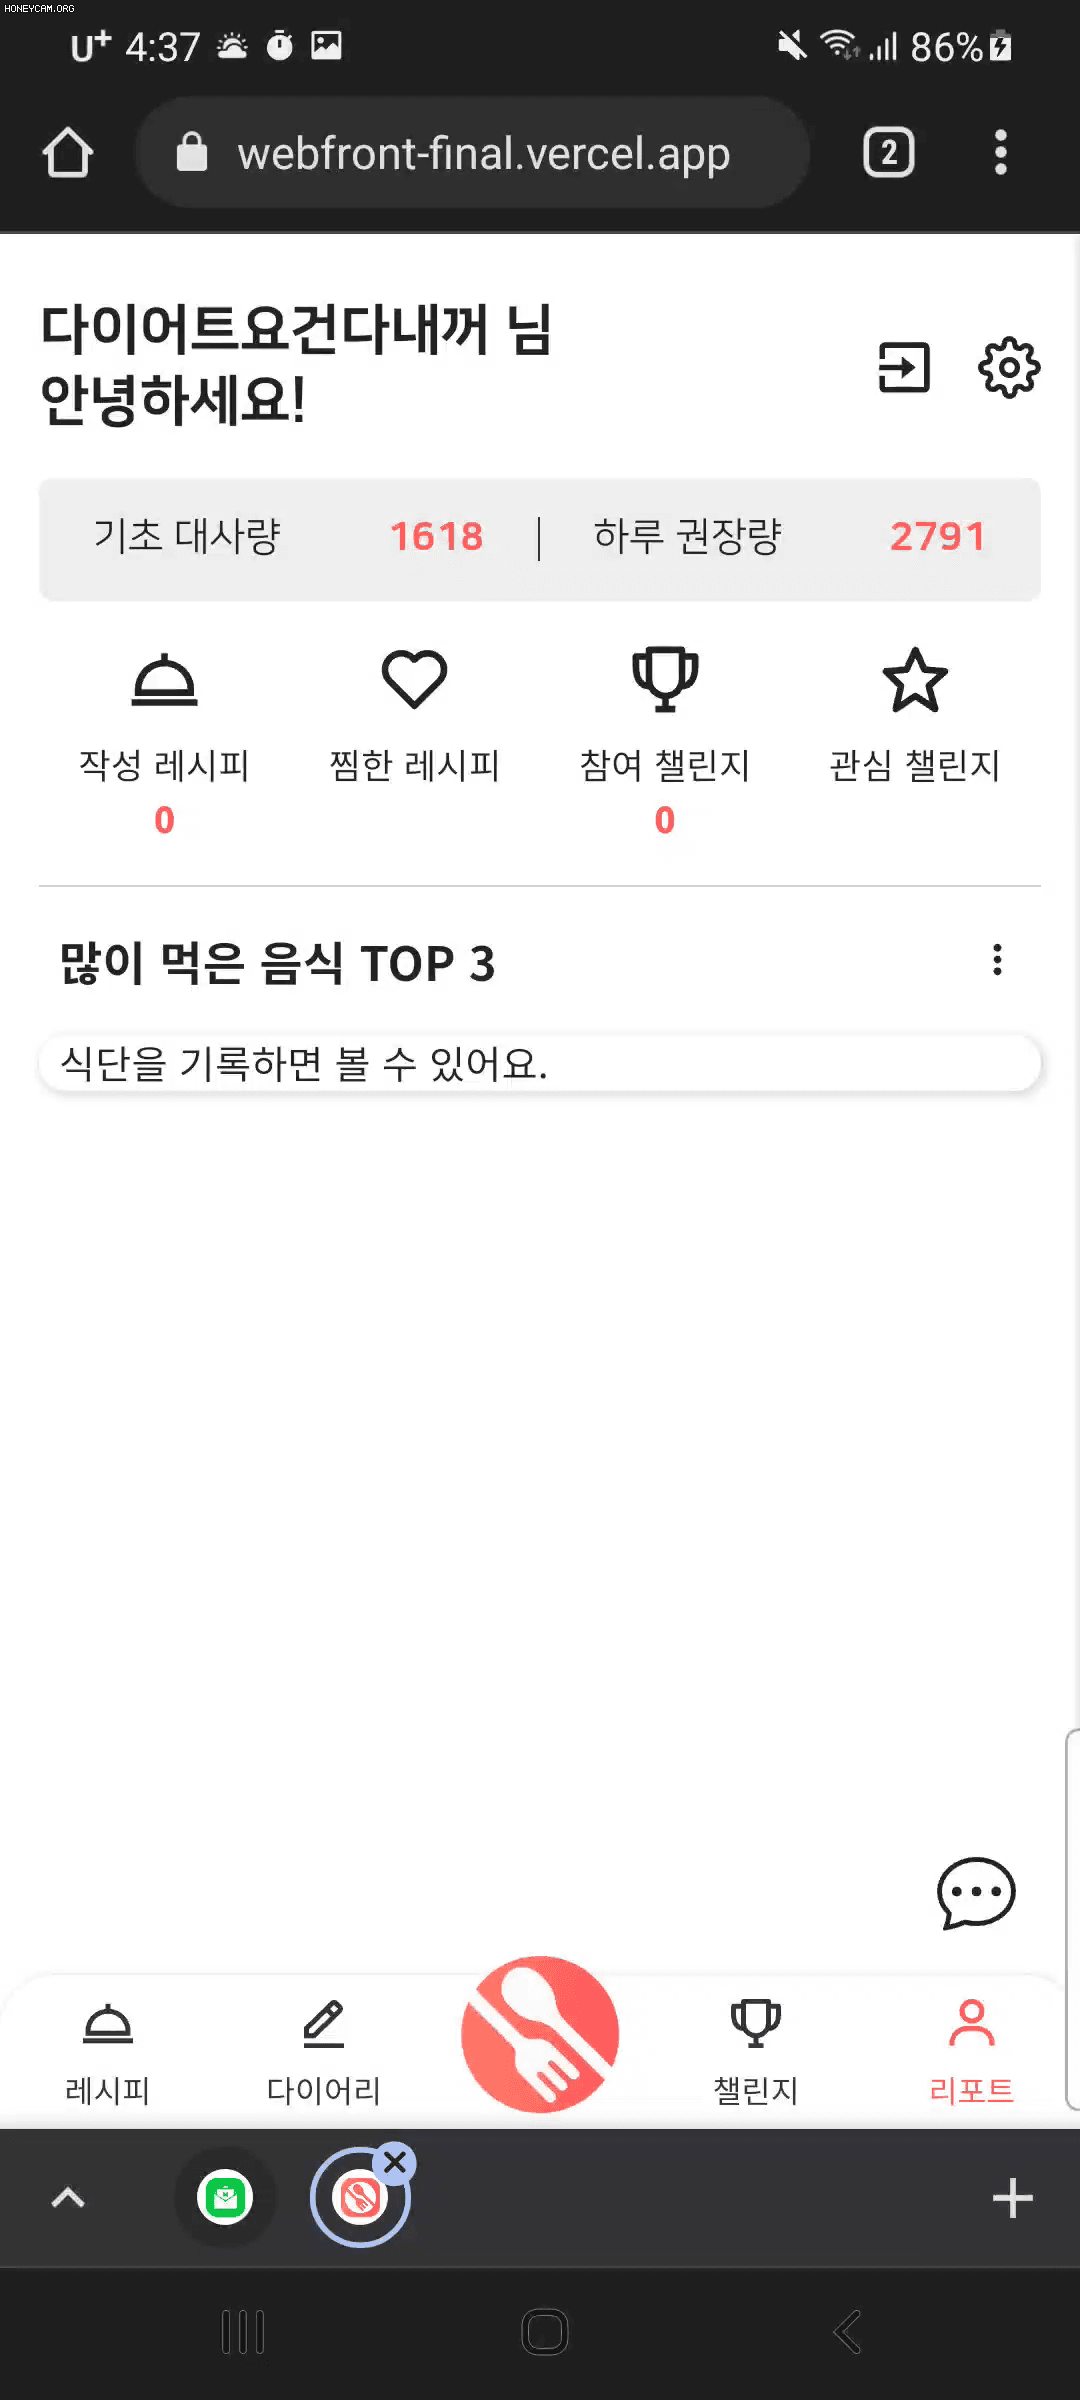 HONEYCAM.ORG
U+ 4:37 86%
webfront-final.vercel.app 2
다이어트요건다내꺼 님
안녕하세요!
기초 대사량 1618 | 하루 권장량 2791
작성 레시피 찜한 레시피 참여 챌린지 관심 챌린지
0 0
많이 먹은 음식 TOP 3
식단을 기록하면 볼 수 있어요.
레시피 다이어리 챌린지 리포트